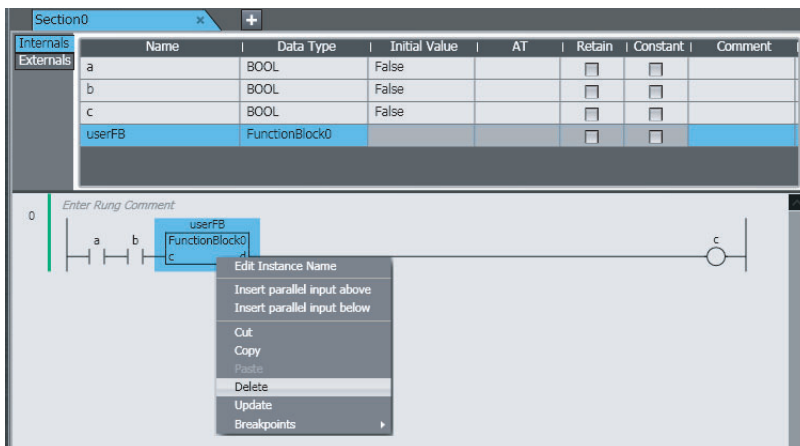 Section0 × +
Internals
Externals
Name Data Type Initial Value AT Retain Constant Comment
a BOOL False
b BOOL False
c BOOL False
userFB FunctionBlock0
0 Enter Rung Comment
userFB
a b FunctionBlock0 c
c d
Edit Instance Name
Insert parallel input above
Insert parallel input below
Cut
Copy
Paste
Delete
Update
Breakpoints